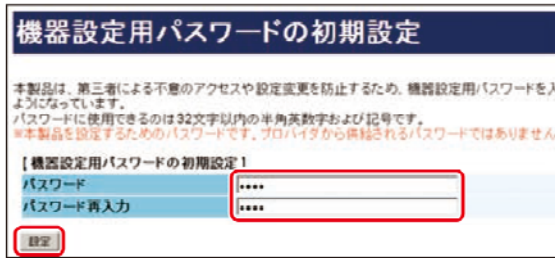 機器設定用パスワードの初期設定
本製品は、第三者による不意のアクセスや設定変更を防止するため、機器設定用パスワードを入
ようになっています。
パスワードに使用できるのは32文字以内の半角英数字および記号です。
※本製品を設定するためのパスワードです。プロバイダから供給されるパスワードではありません
【機器設定用パスワードの初期設定】
パスワード
••••
パスワード再入力
••••
設定